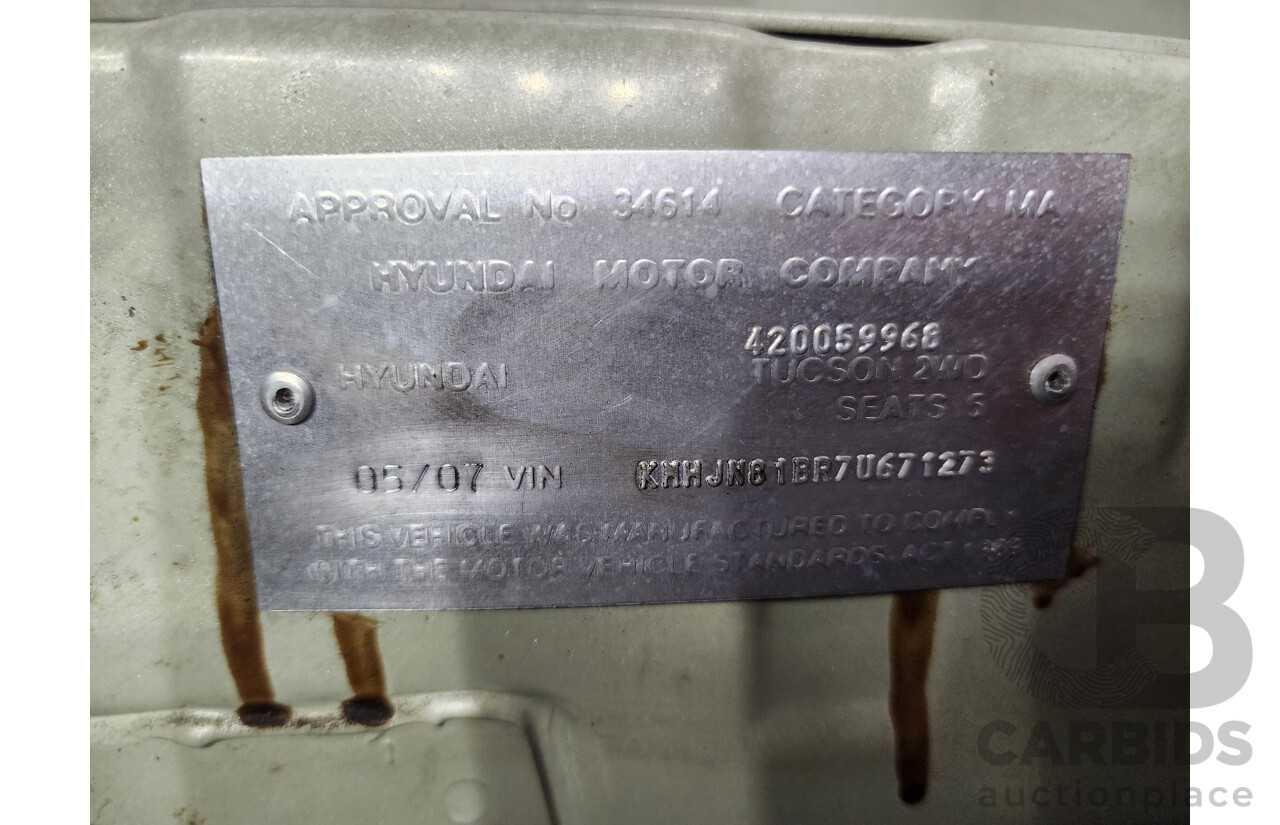 APPROVAL No 34614 CATEGORY MA
HYUNDAI MOTOR COMPANY
420059968
HYUNDAI TUCSON 2WD
SEATS 5
05/07 VIN KMHJN81BR7U671273
THIS VEHICLE WAS MANUFACTURED TO COMPLY
WITH THE MOTOR VEHICLE STANDARDS ACT 1989
CARBIDS
auctionplace